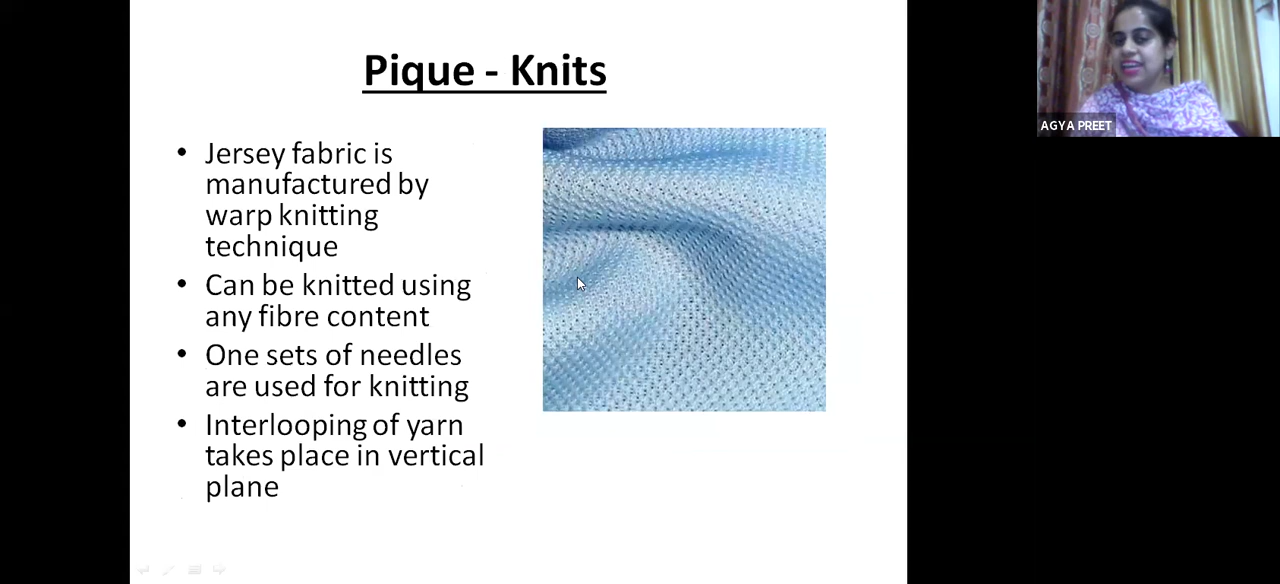 Pique - Knits
• Jersey fabric is
manufactured by
warp knitting
technique
• Can be knitted using
any fibre content
• One sets of needles
are used for knitting
• Interlooping of yarn
takes place in vertical
plane
AGYA PREET